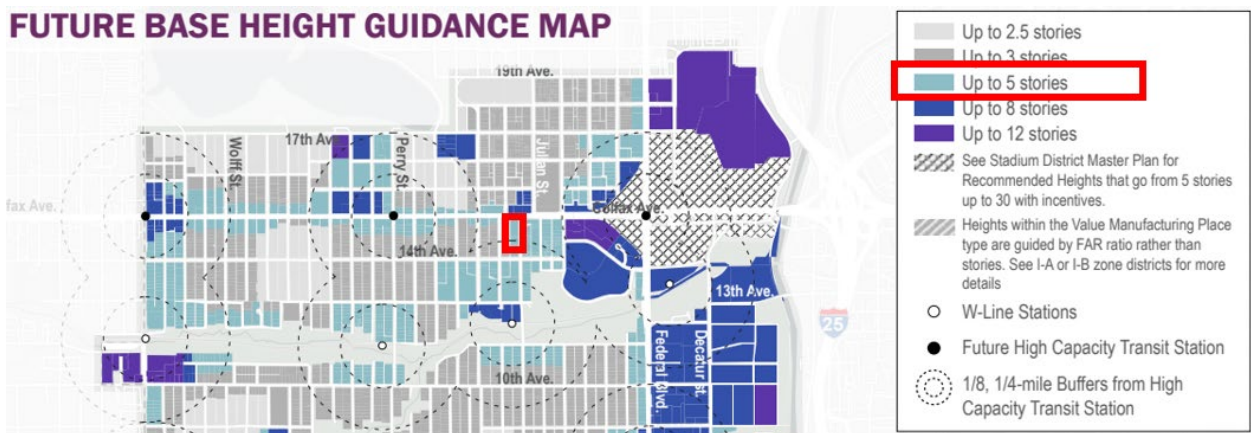 FUTURE BASE HEIGHT GUIDANCE MAP
19th Ave.
17th Av
Wolff St.
Perry St.
Julian St.
fax Ave.
Colfax Ave.
14th Ave.
13th Ave.
Federal Blvd.
Decatur St.
10th Ave.
25
Up to 2.5 stories
Up to 3 stories
Up to 5 stories
Up to 8 stories
Up to 12 stories
See Stadium District Master Plan for
Recommended Heights that go from 5 stories
up to 30 with incentives.
Heights within the Value Manufacturing Place
type are guided by FAR ratio rather than
stories. See I-A or I-B zone districts for more
details
W-Line Stations
Future High Capacity Transit Station
1/8, 1/4-mile Buffers from High
Capacity Transit Station